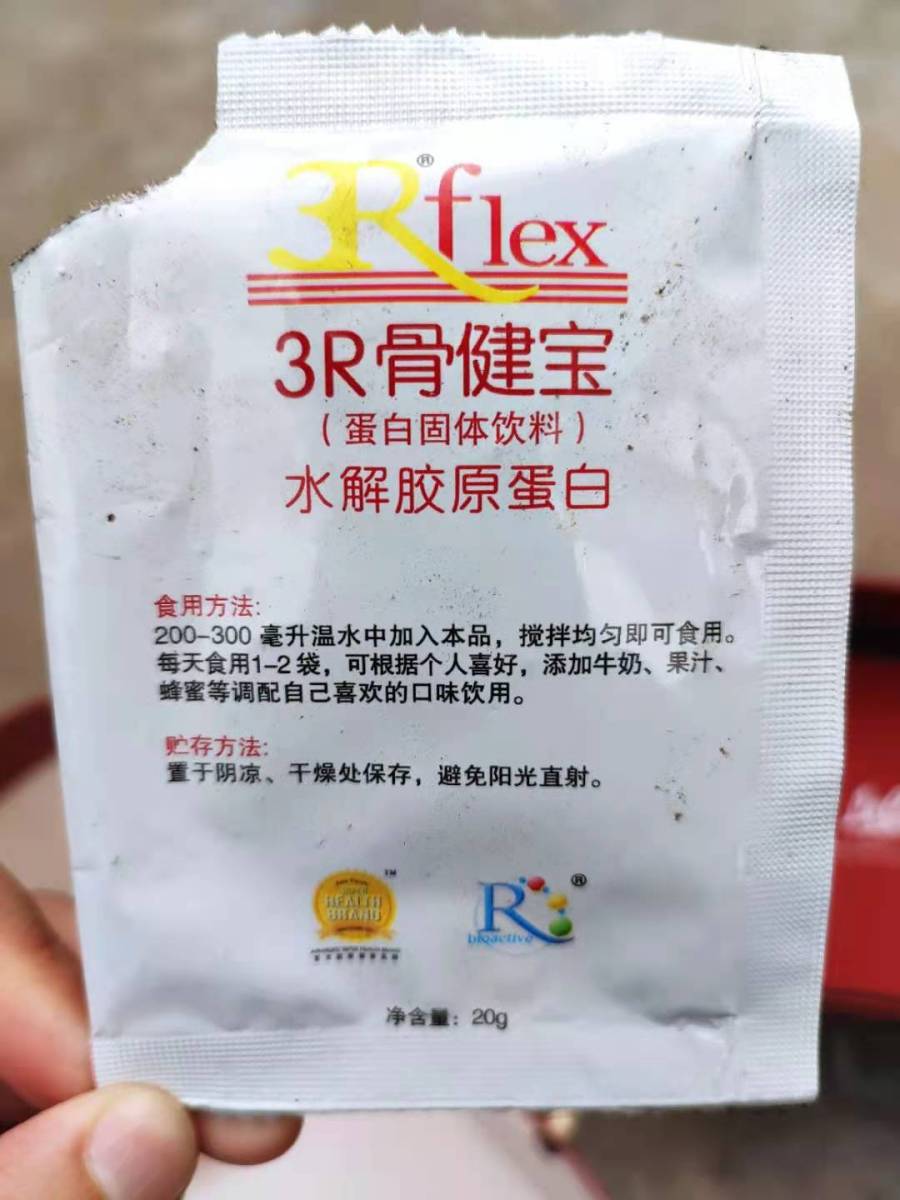 3Rflex®
3R骨健宝
(蛋白固体饮料)
水解胶原蛋白
食用方法:
200-300 毫升温水中加入本品，搅拌均匀即可食用。
每天食用1-2袋，可根据个人喜好，添加牛奶、果汁、
蜂蜜等调配自己喜欢的口味饮用。
贮存方法:
置于阴凉、干燥处保存，避免阳光直射。
TM
HEALTH
BRAND
R®
bioactive
净含量：20g